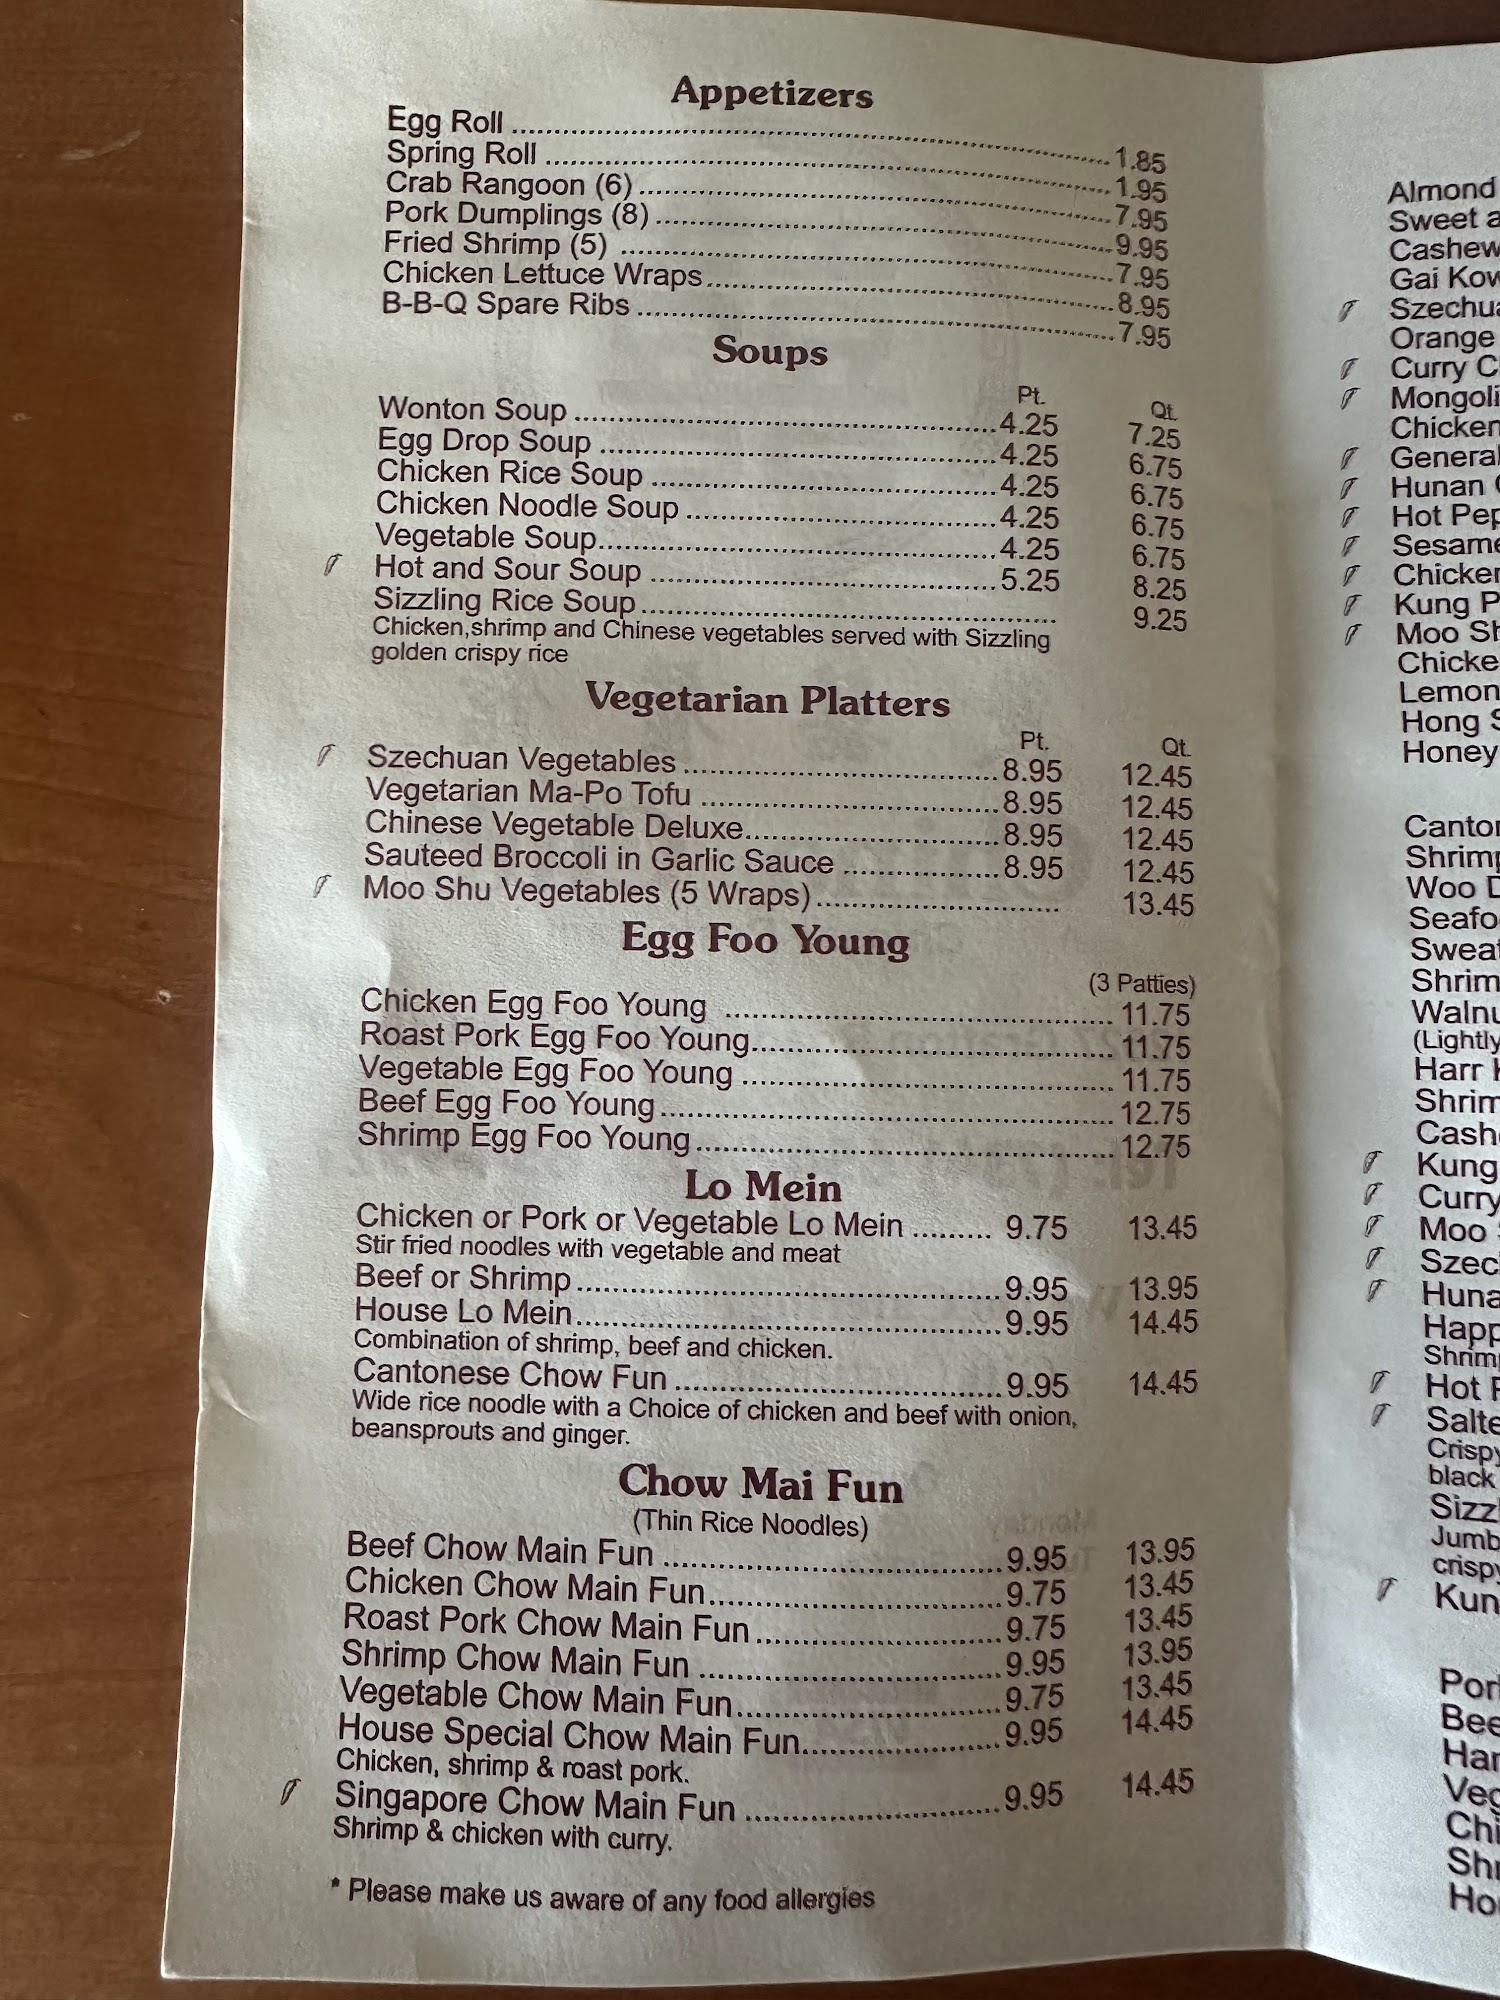 Appetizers
Egg Roll 1.85
Spring Roll 1.95
Crab Rangoon (6) 7.95
Pork Dumplings (8) 9.95
Fried Shrimp (5) 7.95
Chicken Lettuce Wraps 8.95
B-B-Q Spare Ribs 7.95
Soups
Pt. Qt.
Wonton Soup 4.25 7.25
Egg Drop Soup 4.25 6.75
Chicken Rice Soup 4.25 6.75
Chicken Noodle Soup 4.25 6.75
Vegetable Soup 4.25 6.75
Hot and Sour Soup 5.25 8.25
Sizzling Rice Soup 9.25
Chicken,shrimp and Chinese vegetables served with Sizzling
golden crispy rice
Vegetarian Platters
Pt. Qt.
Szechuan Vegetables 8.95 12.45
Vegetarian Ma-Po Tofu 8.95 12.45
Chinese Vegetable Deluxe 8.95 12.45
Sauteed Broccoli in Garlic Sauce 8.95 12.45
Moo Shu Vegetables (5 Wraps) 13.45
Egg Foo Young
(3 Patties)
Chicken Egg Foo Young 11.75
Roast Pork Egg Foo Young 11.75
Vegetable Egg Foo Young 11.75
Beef Egg Foo Young 12.75
Shrimp Egg Foo Young 12.75
Lo Mein
Chicken or Pork or Vegetable Lo Mein 9.75 13.45
Stir fried noodles with vegetable and meat
Beef or Shrimp 9.95 13.95
House Lo Mein 9.95 14.45
Combination of shrimp, beef and chicken.
Cantonese Chow Fun 9.95 14.45
Wide rice noodle with a Choice of chicken and beef with onion,
beansprouts and ginger.
Chow Mai Fun
(Thin Rice Noodles)
Beef Chow Main Fun 9.95 13.95
Chicken Chow Main Fun 9.75 13.45
Roast Pork Chow Main Fun 9.75 13.45
Shrimp Chow Main Fun 9.95 13.95
Vegetable Chow Main Fun 9.75 13.45
House Special Chow Main Fun 9.95 14.45
Chicken, shrimp & roast pork.
Singapore Chow Main Fun 9.95 14.45
Shrimp & chicken with curry.
* Please make us aware of any food allergies
Almond
Sweet
Cashew
Gai
Orange
Curry
Chicken
General
Hunan
Hot
Sesame
Kung
Moo
Lemon
Hong
Honey
Woo
(Lightly
Harr
Kung
Curry
Moo
Hot
black